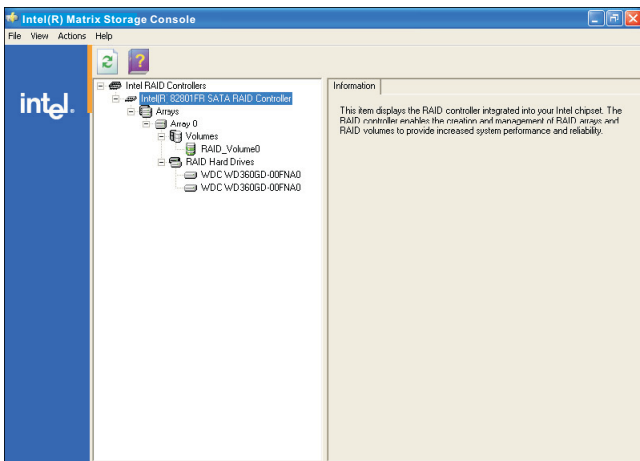 Intel(R) Matrix Storage Console
File View Actions Help
intel.
Intel RAID Controllers
Intel(R 82801FR SATA RAID Controller
Arrays
Array 0
Volumes
RAID_Volume0
RAID Hard Drives
WDC WD360GD-00FNA0
WDC WD360GD-00FNA0
Information
This item displays the RAID controller integrated into your Intel chipset. The
RAID controller enables the creation and management of RAID arrays and
RAID volumes to provide increased system performance and reliability.